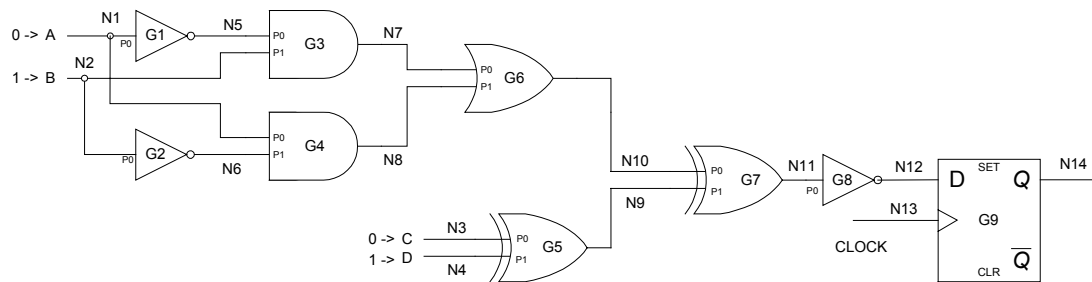 N1
N5
N7
0 -> A
P0
G1
P0
G3
P1
N2
1 -> B
P0
G6
P1
P0
G4
P1
P0
G2
N6
N8
N10
N11
N12
N14
P0
G7
P1
P0
G8
D
SET
Q
N9
N13
G9
N3
0 -> C
P0
G5
1 -> D
P1
N4
CLOCK
Q
CLR